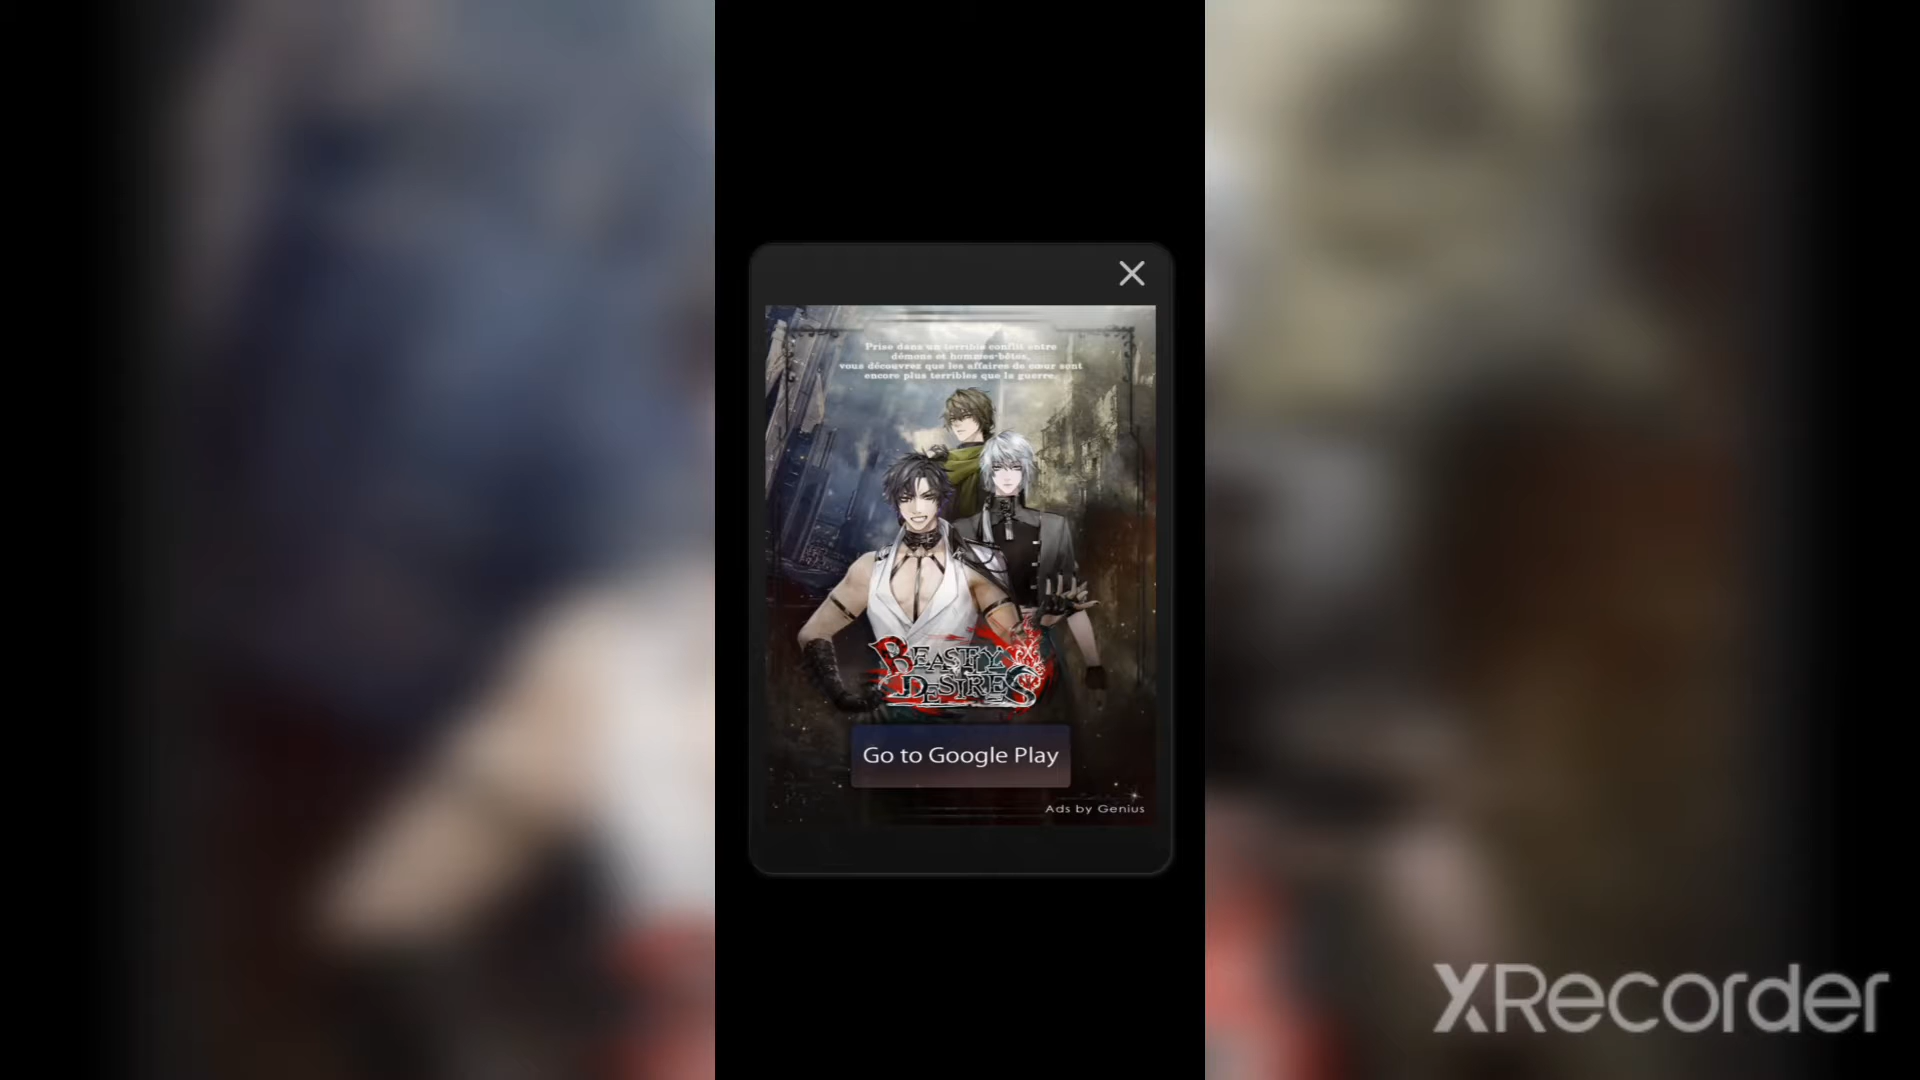 Prise dans un terrible conflit entre
démons et hommes-bêtes,
vous découvrez que les affaires de cœur sont
encore plus terribles que la guerre.
BEASTLY
DESIRES
Go to Google Play
Ads by Genius
XRecorder